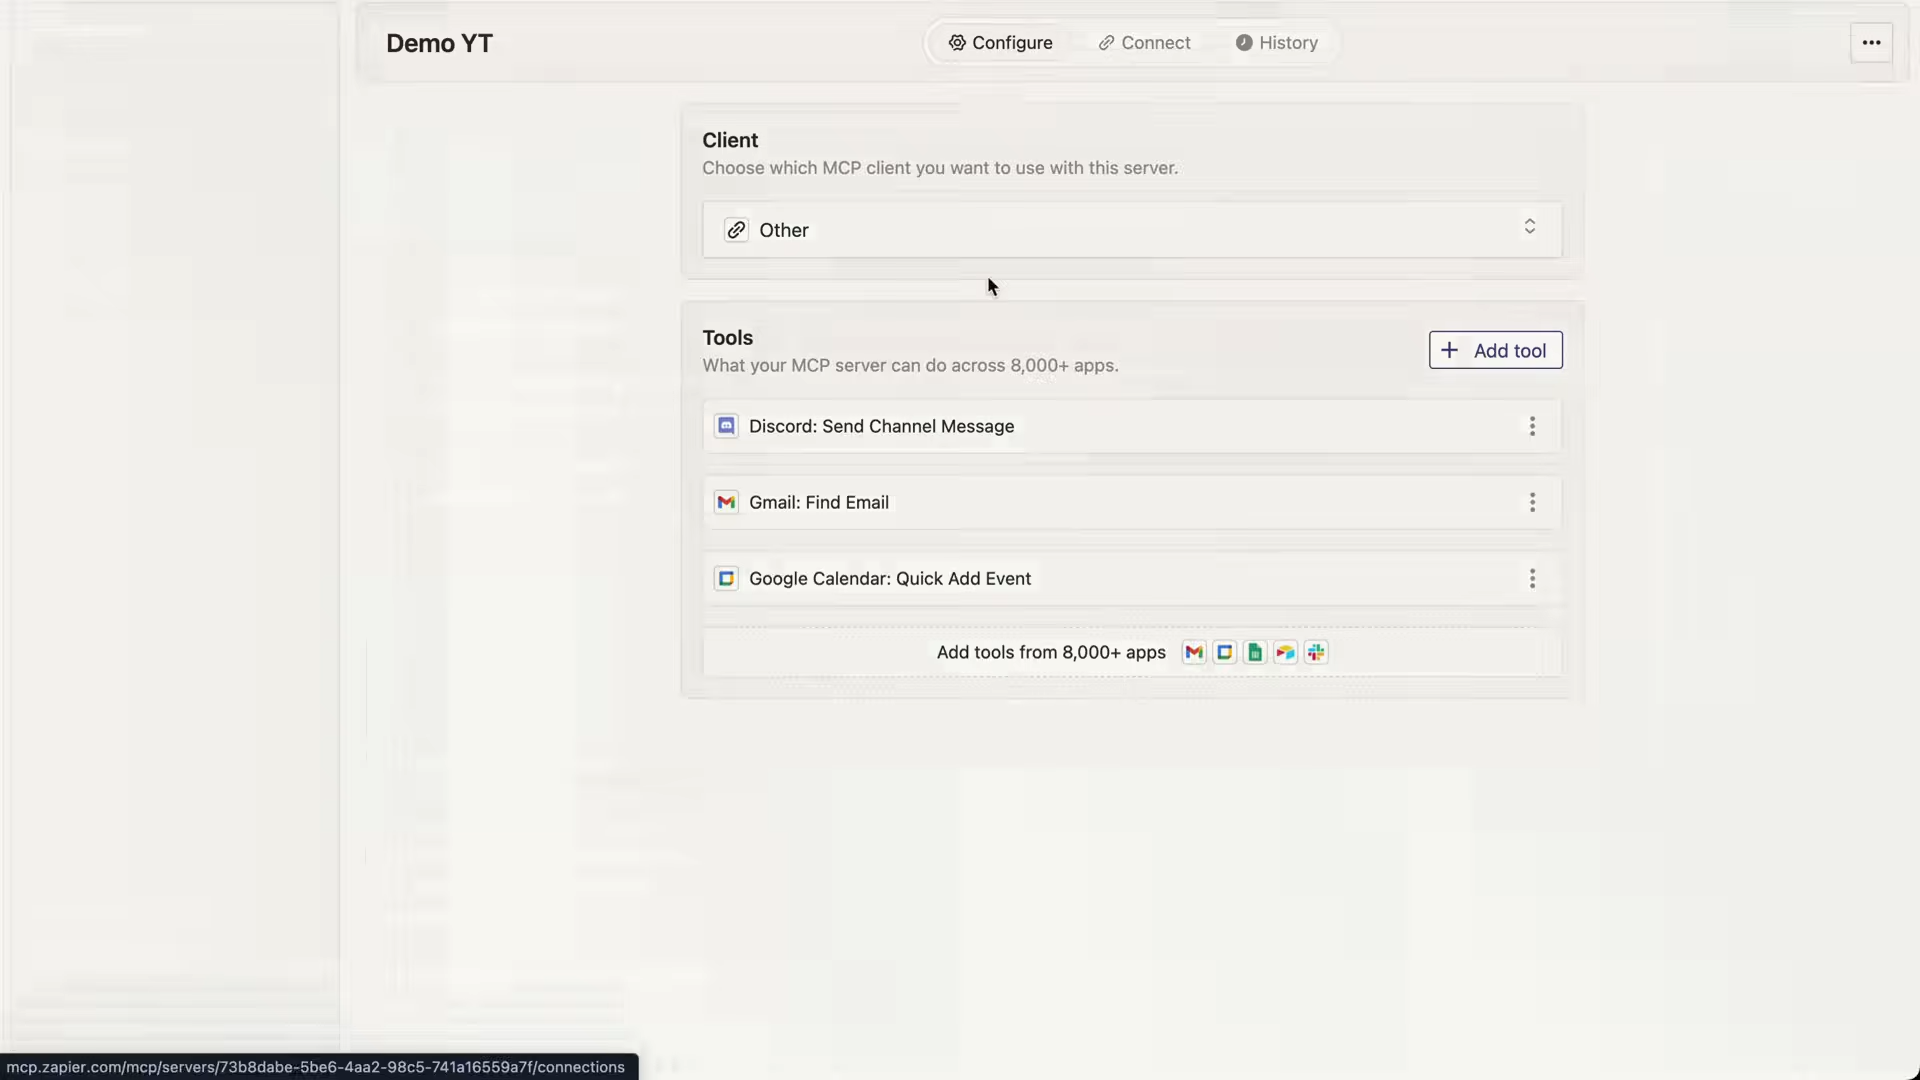 Demo YT
Configure
Connect
History
Client
Choose which MCP client you want to use with this server.
Other
Tools
What your MCP server can do across 8,000+ apps.
Add tool
Discord: Send Channel Message
Gmail: Find Email
Google Calendar: Quick Add Event
Add tools from 8,000+ apps
mcp.zapier.com/mcp/servers/73b8dabe-5be6-4aa2-98c5-741a16559a7f/connections